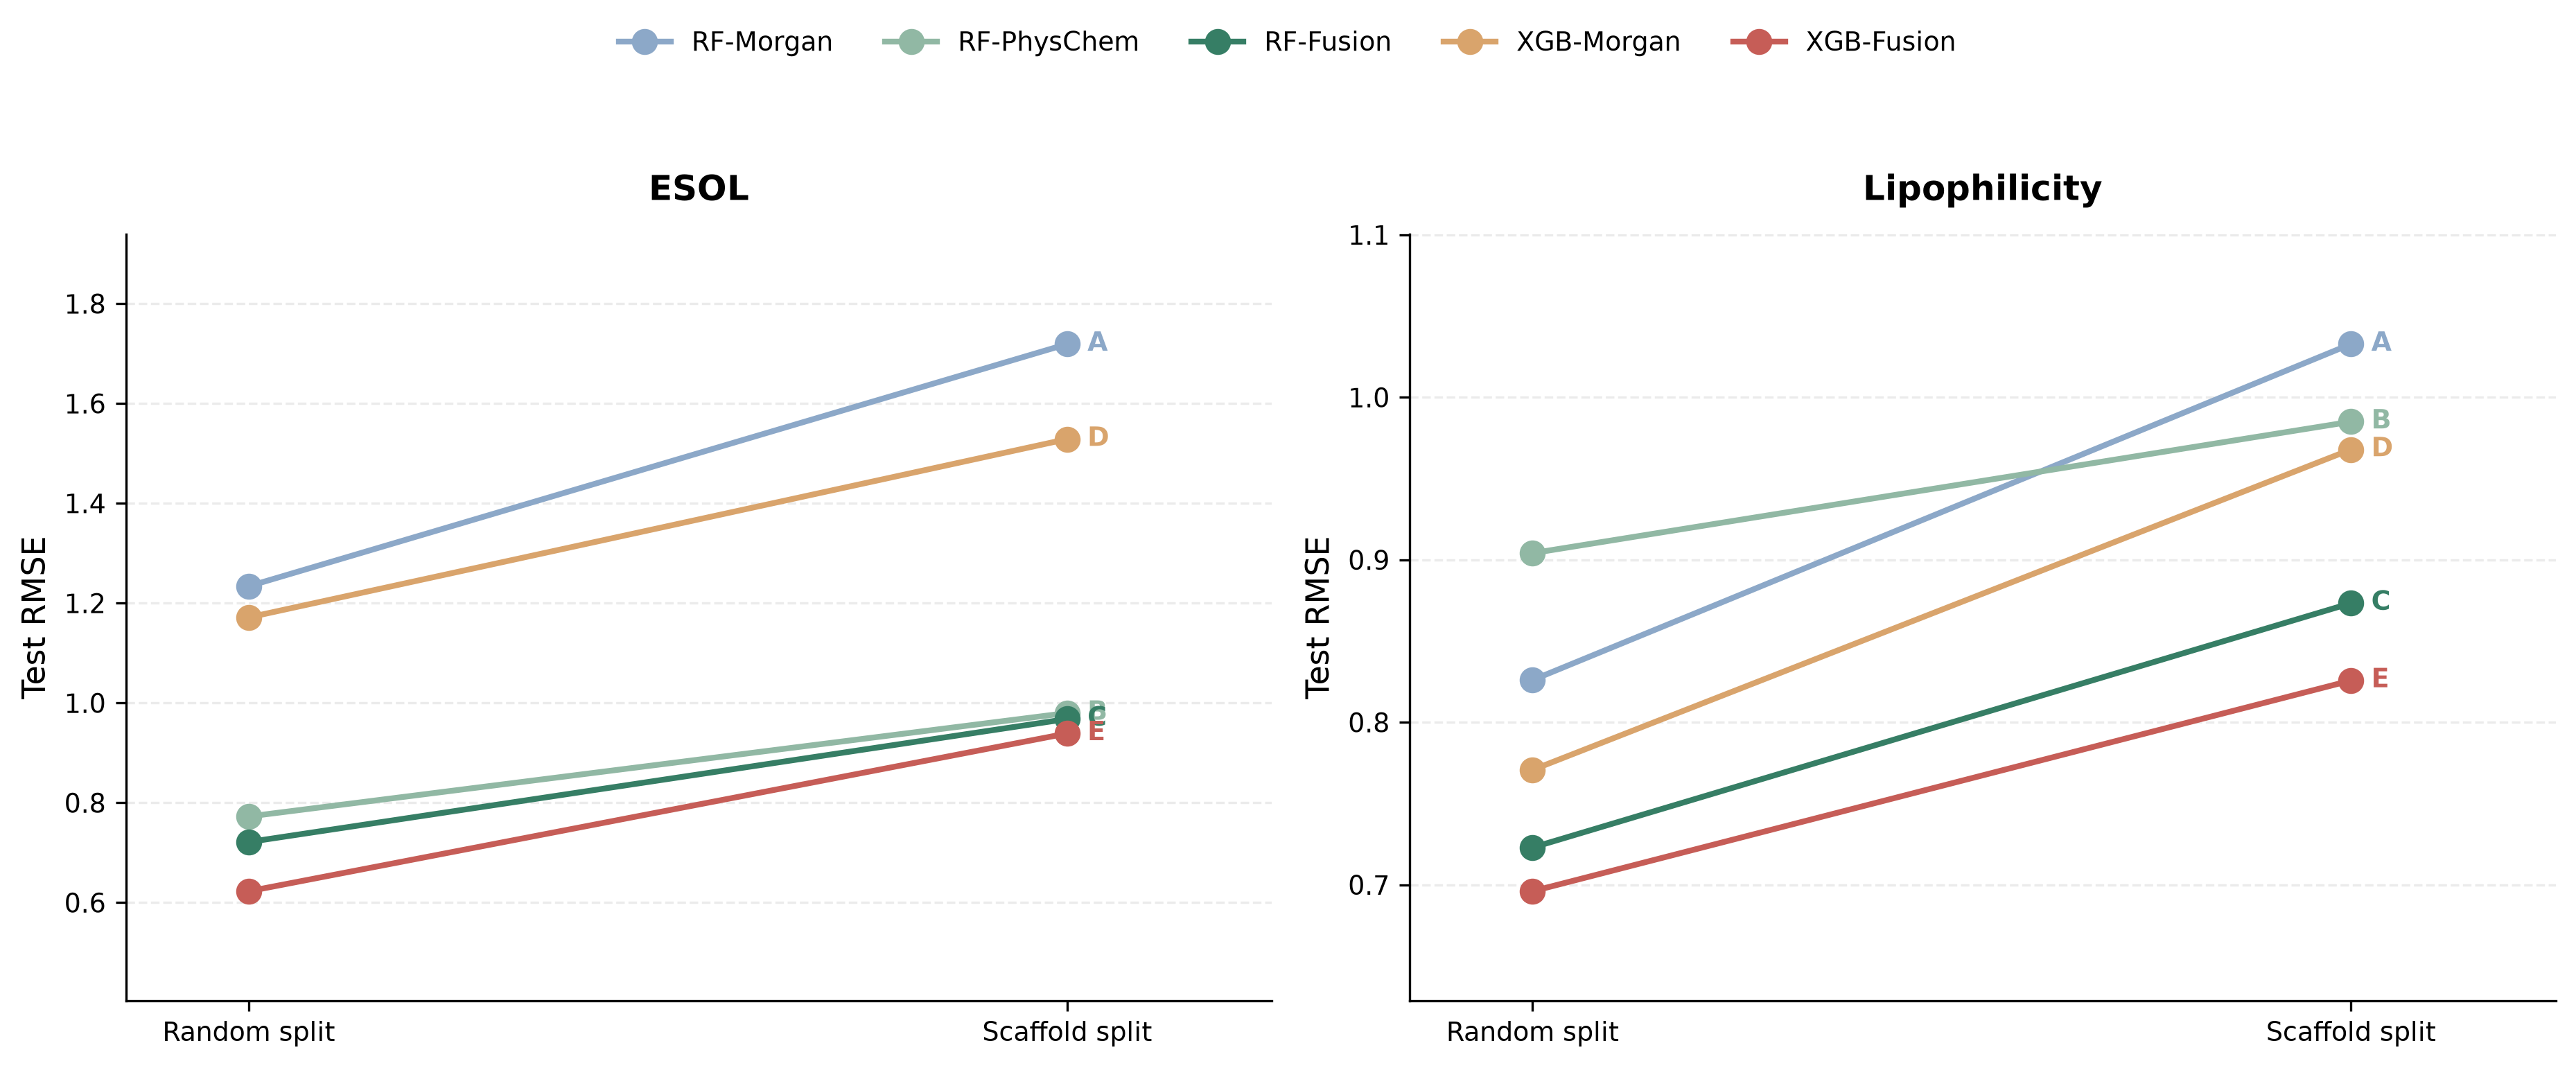 RF-Morgan RF-PhysChem RF-Fusion XGB-Morgan XGB-Fusion
ESOL
Test RMSE
1.8
1.6
1.4
1.2
1.0
0.8
0.6
A
D
B
C
E
Random split Scaffold split
Lipophilicity
Test RMSE
1.1
1.0
0.9
0.8
0.7
A
B
D
C
E
Random split Scaffold split